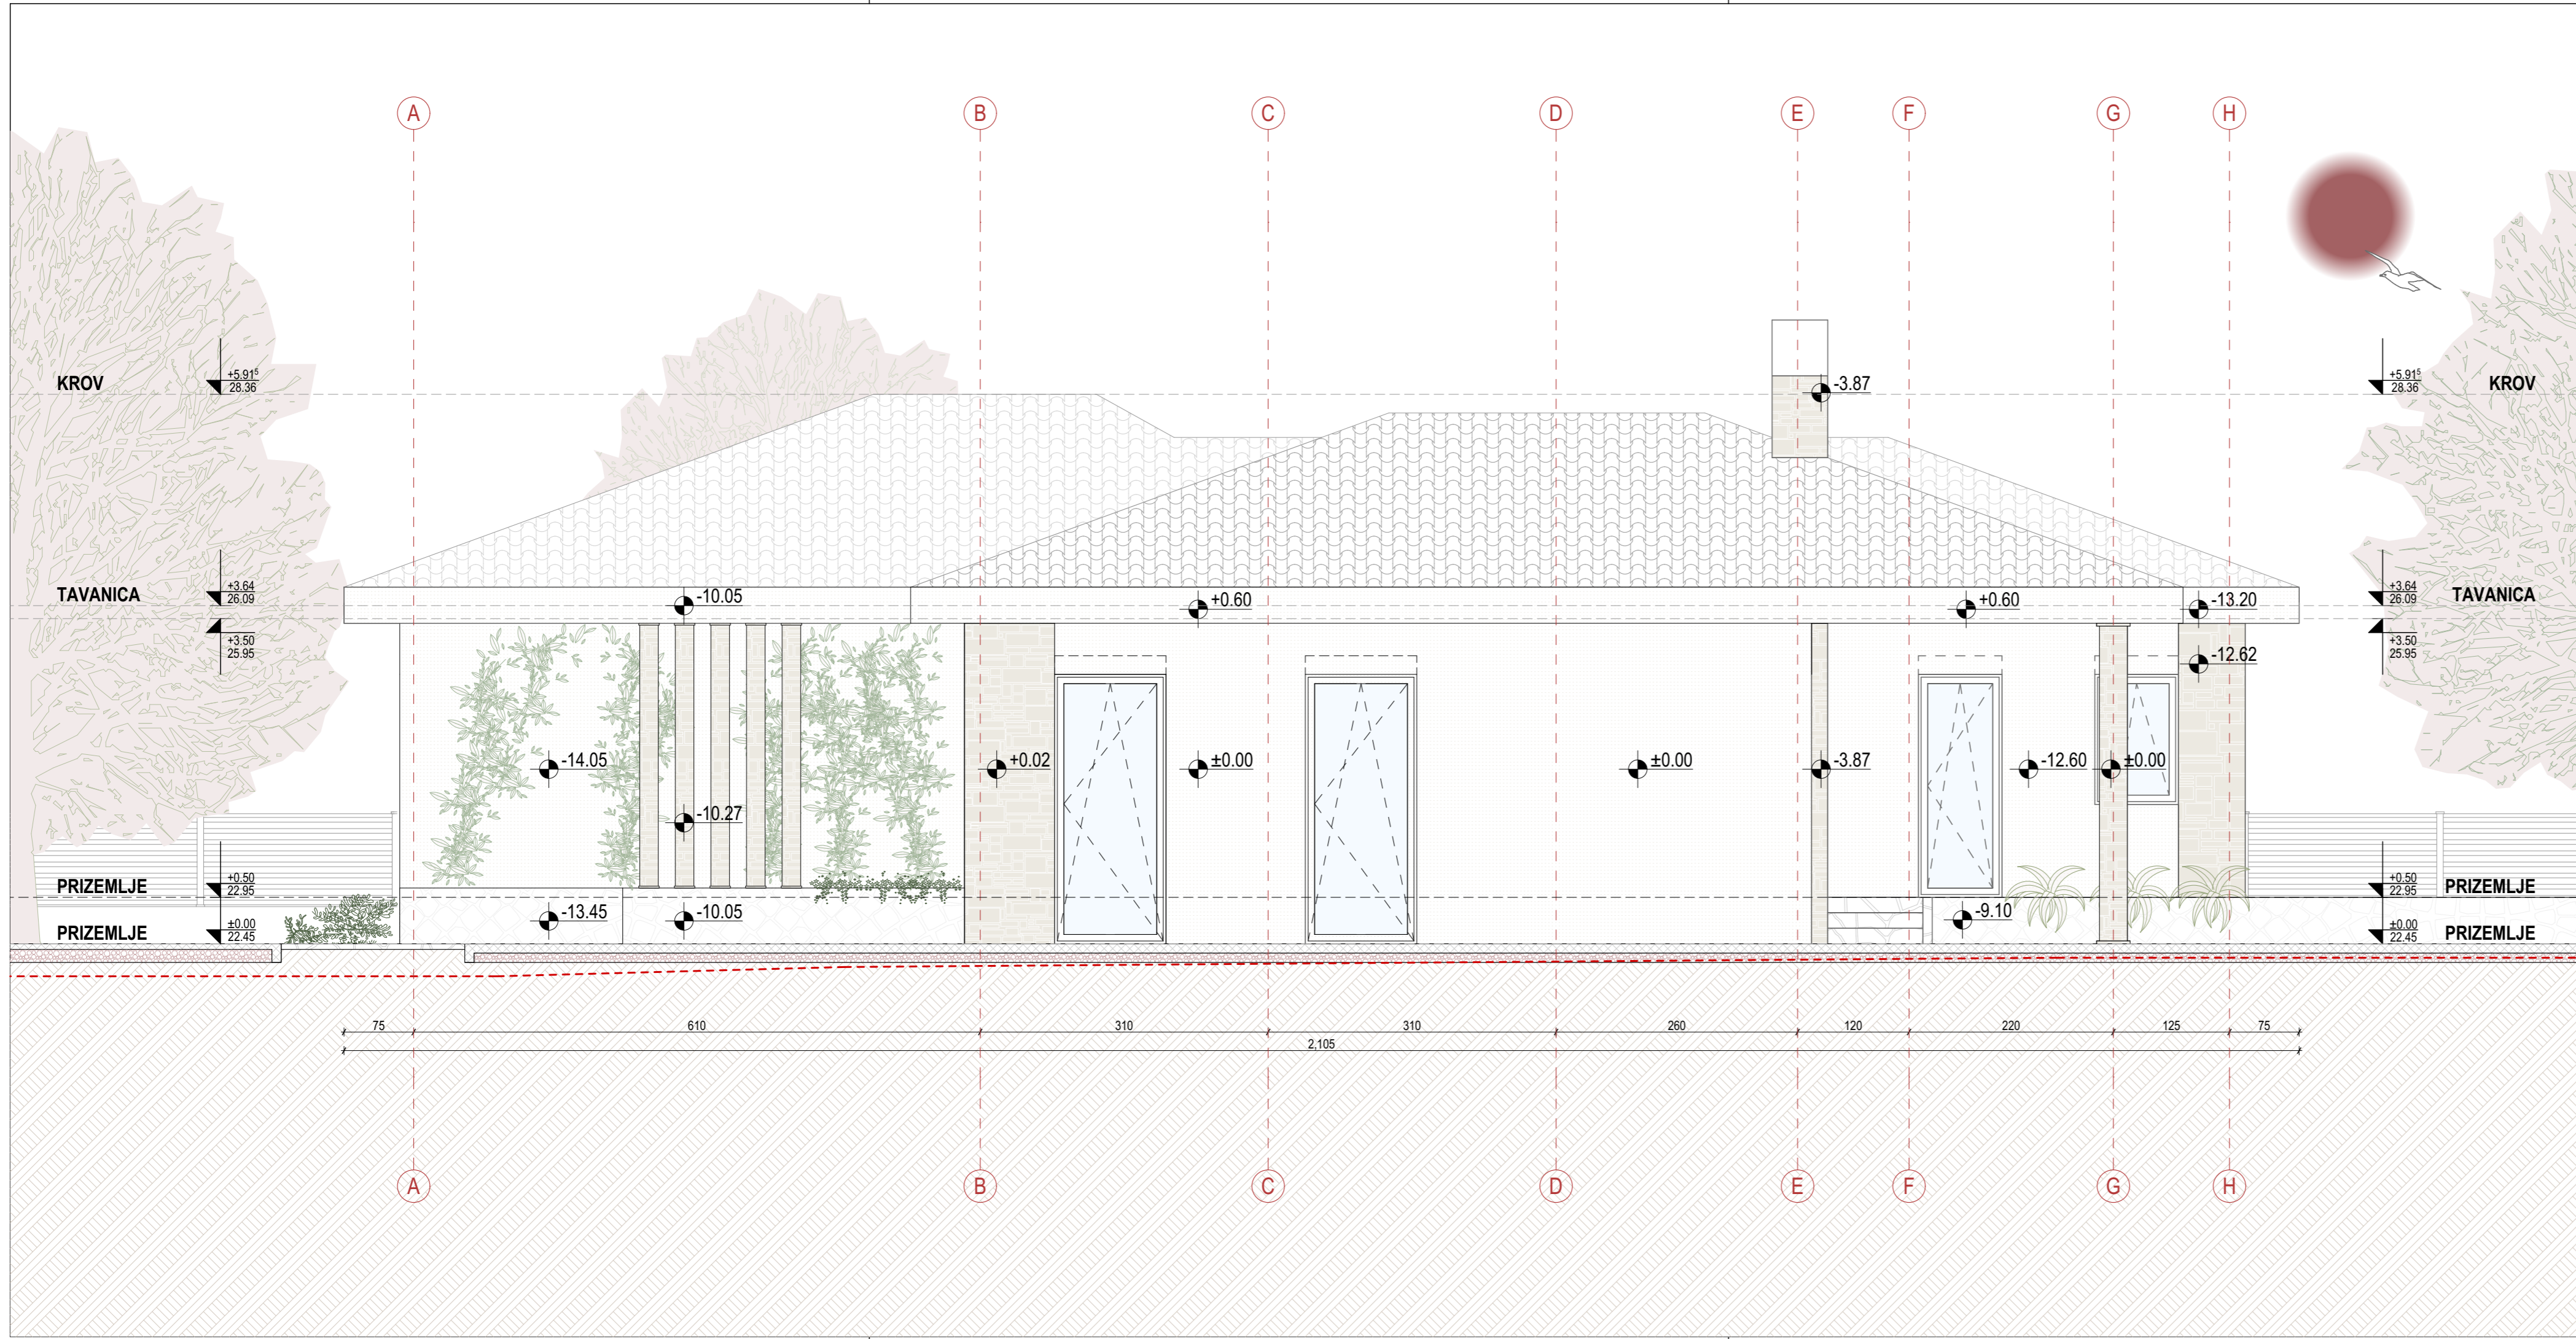 A B C D E F G H
KROV +5.91⁵ 28.36
-3.87
+5.91⁵ 28.36 KROV
TAVANICA +3.64 26.09
+3.50 25.95
-10.05 +0.60 +0.60 -13.20
+3.64 26.09 TAVANICA
+3.50 25.95
-12.62
-14.05 +0.02 ±0.00 ±0.00 -3.87 -12.60 ±0.00
-10.27
PRIZEMLJE +0.50 22.95
+0.50 22.95 PRIZEMLJE
-13.45 -10.05 -9.10
PRIZEMLJE ±0.00 22.45
±0.00 22.45 PRIZEMLJE
75 610 310 310 260 120 220 125 75
2,105
A B C D E F G H